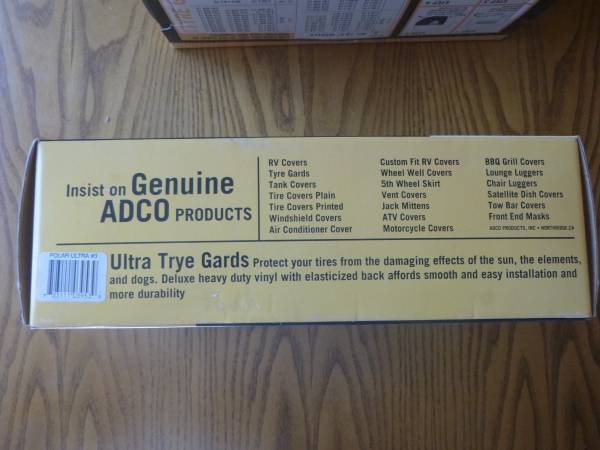 Insist on Genuine
ADCO PRODUCTS
RV Covers
Tyre Gards
Tank Covers
Tire Covers Plain
Tire Covers Printed
Windshield Covers
Air Conditioner Cover
Custom Fit RV Covers
Wheel Well Covers
5th Wheel Skirt
Vent Covers
Jack Mittens
ATV Covers
Motorcycle Covers
BBQ Grill Covers
Lounge Luggers
Chair Luggers
Satellite Dish Covers
Tow Bar Covers
Front End Masks
ADCO PRODUCTS, INC • NORTHRIDGE, CA
POLAR ULTRA #3
Ultra Trye Gards Protect your tires from the damaging effects of the sun, the elements,
and dogs. Deluxe heavy duty vinyl with elasticized back affords smooth and easy installation and
more durability